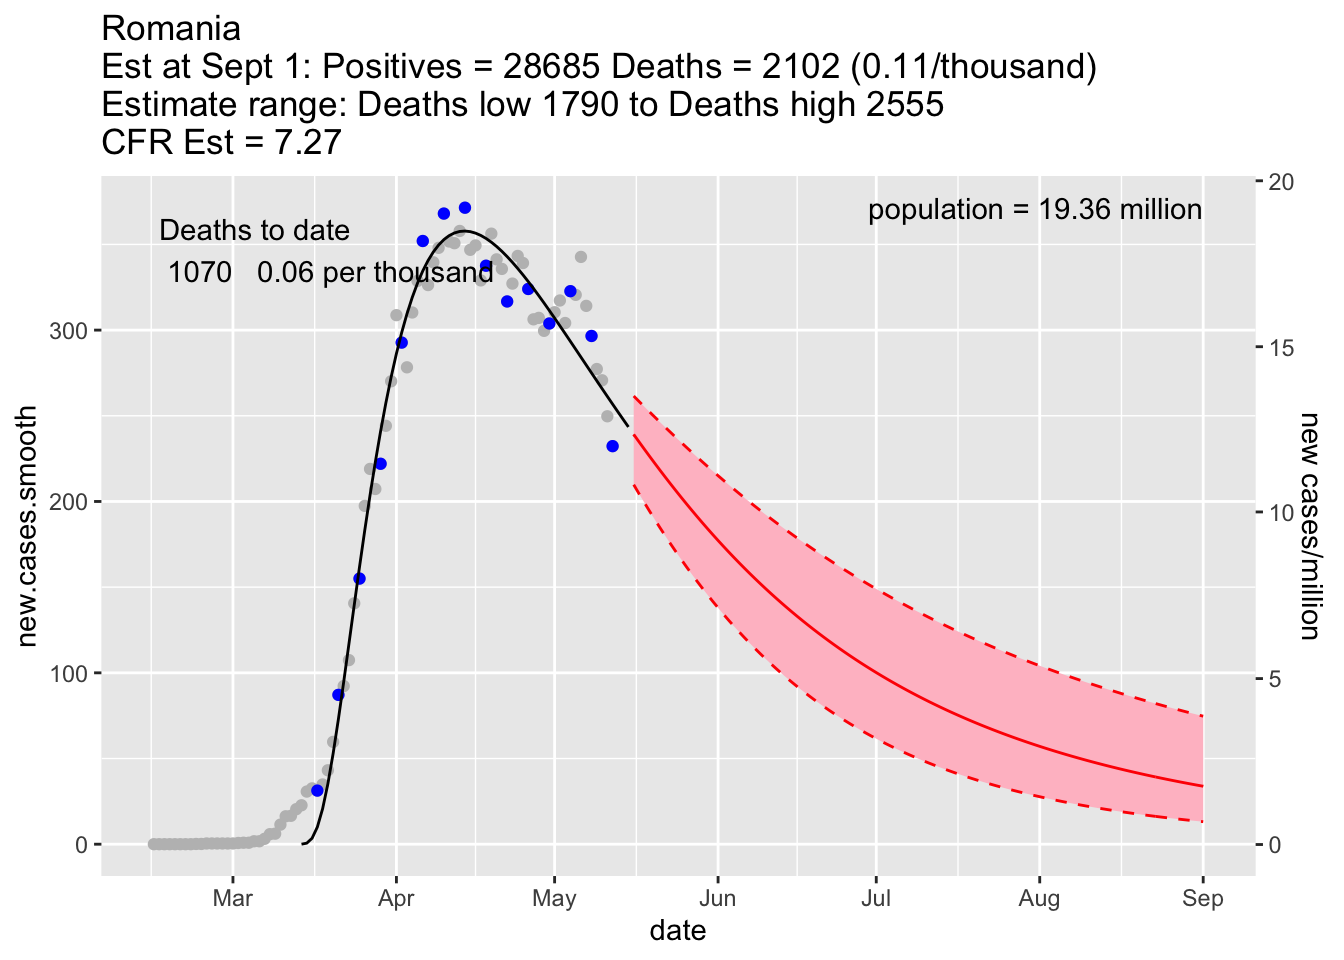 Romania
Est at Sept 1: Positives = 28685 Deaths = 2102 (0.11/thousand)
Estimate range: Deaths low 1790 to Deaths high 2555
CFR Est = 7.27
Deaths to date
1070 0.06 per thousand
population = 19.36 million
new.cases.smooth
300
200
100
0
20
15
10
5
0
new cases/million
Mar Apr May Jun Jul Aug Sep
date